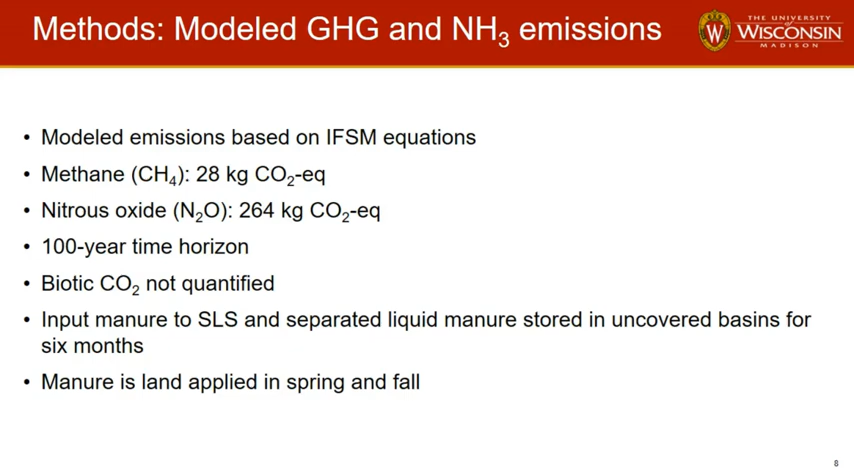 Methods: Modeled GHG and NH₃ emissions
THE UNIVERSITY
of
WISCONSIN
MADISON
W
• Modeled emissions based on IFSM equations
• Methane (CH₄): 28 kg CO₂-eq
• Nitrous oxide (N₂O): 264 kg CO₂-eq
• 100-year time horizon
• Biotic CO₂ not quantified
• Input manure to SLS and separated liquid manure stored in uncovered basins for
six months
• Manure is land applied in spring and fall
8